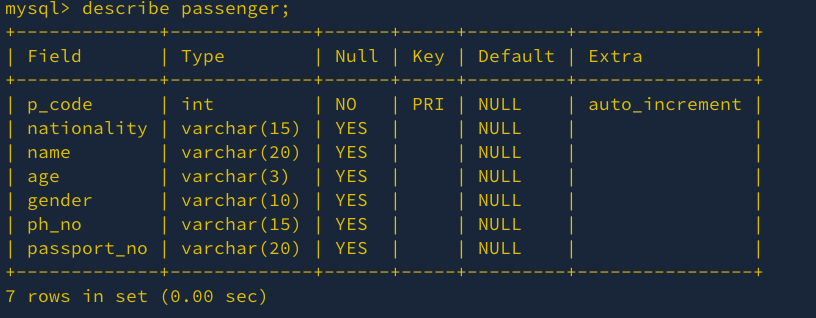 mysql> describe passenger;
+-------------+-------------+------+-----+---------+----------------+
| Field       | Type        | Null | Key | Default | Extra          |
+-------------+-------------+------+-----+---------+----------------+
| p_code      | int         | NO   | PRI | NULL    | auto_increment |
| nationality | varchar(15) | YES  |     | NULL    |                |
| name        | varchar(20) | YES  |     | NULL    |                |
| age         | varchar(3)  | YES  |     | NULL    |                |
| gender      | varchar(10) | YES  |     | NULL    |                |
| ph_no       | varchar(15) | YES  |     | NULL    |                |
| passport_no | varchar(20) | YES  |     | NULL    |                |
+-------------+-------------+------+-----+---------+----------------+
7 rows in set (0.00 sec)